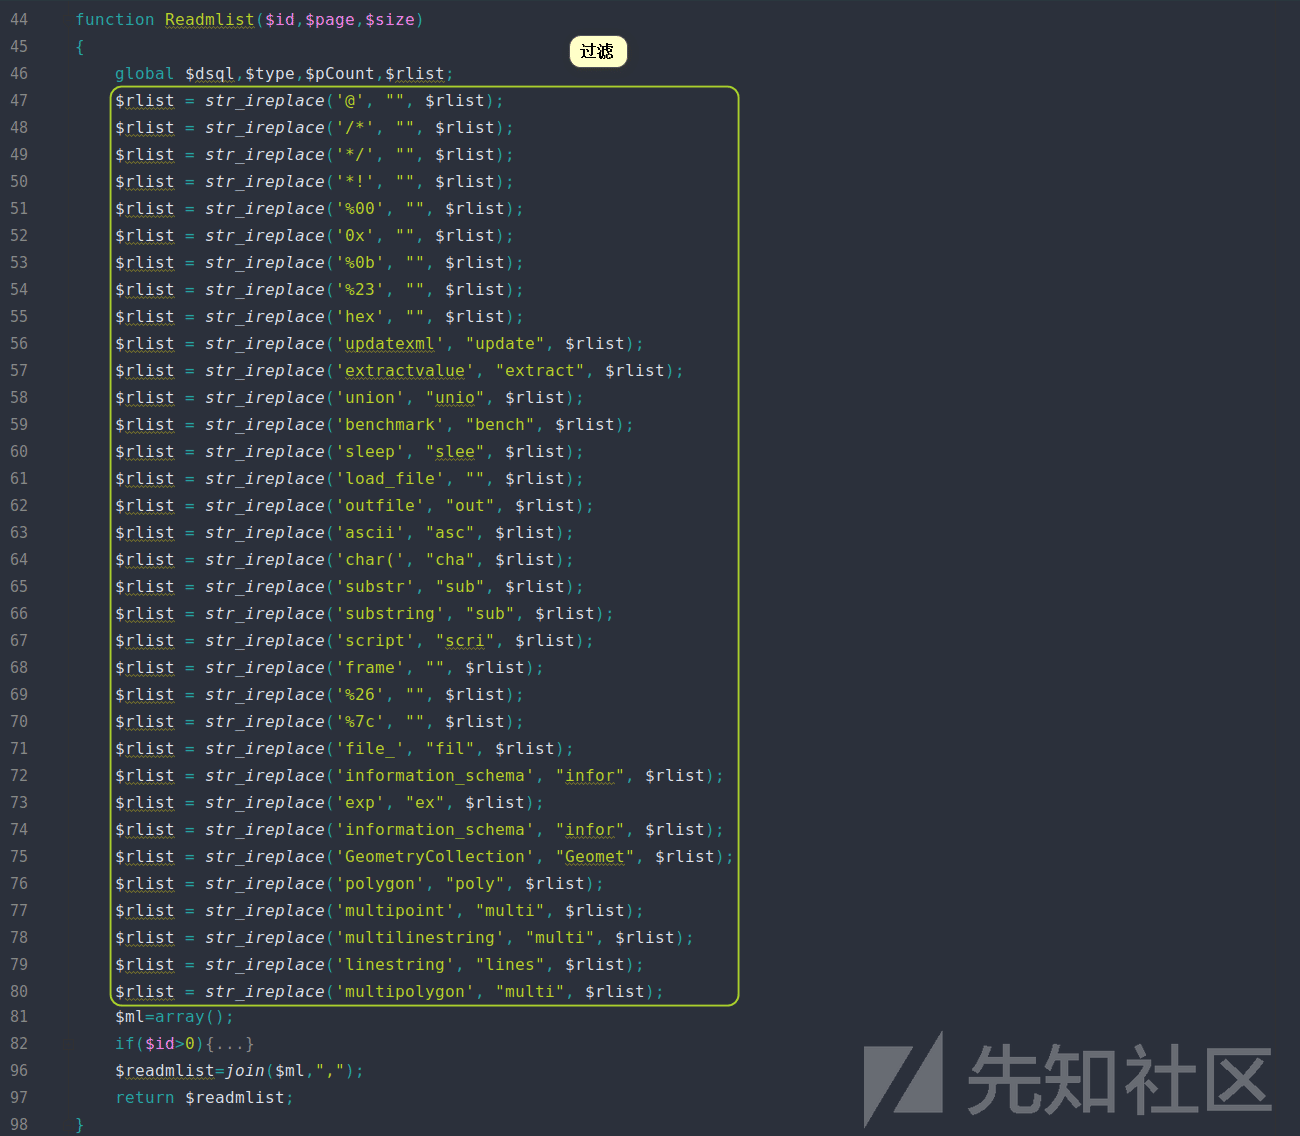 44 function Readmlist($id,$page,$size)
45 {
过滤
46 global $dsql,$type,$pCount,$rlist;
47 $rlist = str_ireplace('@', "", $rlist);
48 $rlist = str_ireplace('/*', "", $rlist);
49 $rlist = str_ireplace('*/', "", $rlist);
50 $rlist = str_ireplace('*!', "", $rlist);
51 $rlist = str_ireplace('%00', "", $rlist);
52 $rlist = str_ireplace('0x', "", $rlist);
53 $rlist = str_ireplace('%0b', "", $rlist);
54 $rlist = str_ireplace('%23', "", $rlist);
55 $rlist = str_ireplace('hex', "", $rlist);
56 $rlist = str_ireplace('updatexml', "update", $rlist);
57 $rlist = str_ireplace('extractvalue', "extract", $rlist);
58 $rlist = str_ireplace('union', "unio", $rlist);
59 $rlist = str_ireplace('benchmark', "bench", $rlist);
60 $rlist = str_ireplace('sleep', "slee", $rlist);
61 $rlist = str_ireplace('load_file', "", $rlist);
62 $rlist = str_ireplace('outfile', "out", $rlist);
63 $rlist = str_ireplace('ascii', "asc", $rlist);
64 $rlist = str_ireplace('char(', "cha", $rlist);
65 $rlist = str_ireplace('substr', "sub", $rlist);
66 $rlist = str_ireplace('substring', "sub", $rlist);
67 $rlist = str_ireplace('script', "scri", $rlist);
68 $rlist = str_ireplace('frame', "", $rlist);
69 $rlist = str_ireplace('%26', "", $rlist);
70 $rlist = str_ireplace('%7c', "", $rlist);
71 $rlist = str_ireplace('file_', "fil", $rlist);
72 $rlist = str_ireplace('information_schema', "infor", $rlist);
73 $rlist = str_ireplace('exp', "ex", $rlist);
74 $rlist = str_ireplace('information_schema', "infor", $rlist);
75 $rlist = str_ireplace('GeometryCollection', "Geomet", $rlist);
76 $rlist = str_ireplace('polygon', "poly", $rlist);
77 $rlist = str_ireplace('multipoint', "multi", $rlist);
78 $rlist = str_ireplace('multilinestring', "multi", $rlist);
79 $rlist = str_ireplace('linestring', "lines", $rlist);
80 $rlist = str_ireplace('multipolygon', "multi", $rlist);
81 $ml=array();
82 if($id>0){...}
96 $readmlist=join($ml,",");
97 return $readmlist;
98 }
先知社区